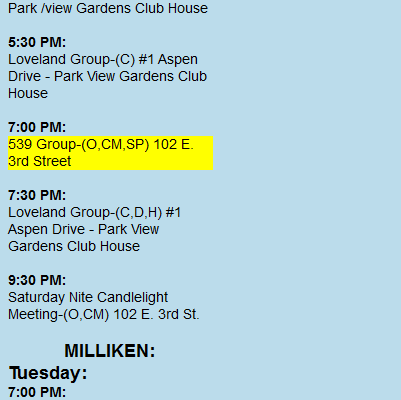 Park /view Gardens Club House
5:30 PM:
Loveland Group-(C) #1 Aspen
Drive - Park View Gardens Club
House
7:00 PM:
539 Group-(O,CM,SP) 102 E.
3rd Street
7:30 PM:
Loveland Group-(C,D,H) #1
Aspen Drive - Park View
Gardens Club House
9:30 PM:
Saturday Nite Candlelight
Meeting-(O,CM) 102 E. 3rd St.
MILLIKEN:
Tuesday:
7:00 PM: